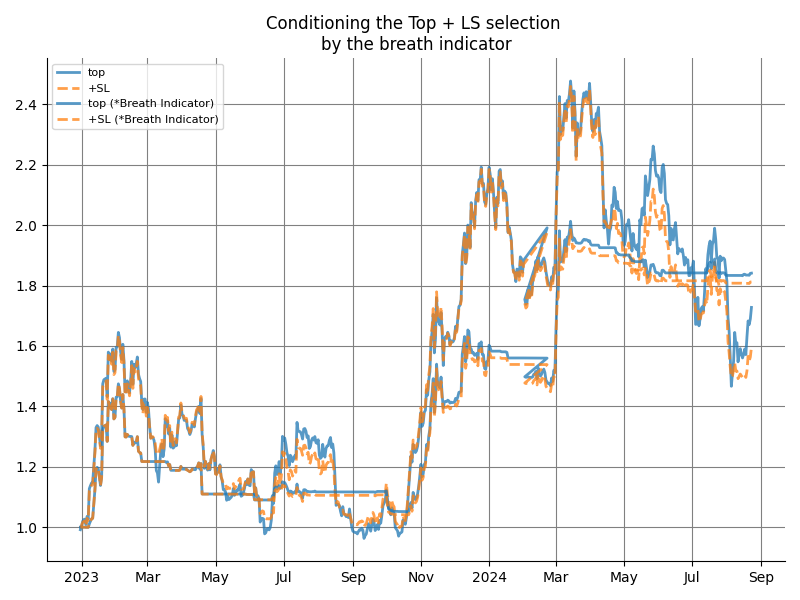 Conditioning the Top + LS selection
by the breath indicator
top
+SL
top (*Breath Indicator)
+SL (*Breath Indicator)
2.4
2.2
2.0
1.8
1.6
1.4
1.2
1.0
2023 Mar May Jul Sep Nov 2024 Mar May Jul Sep